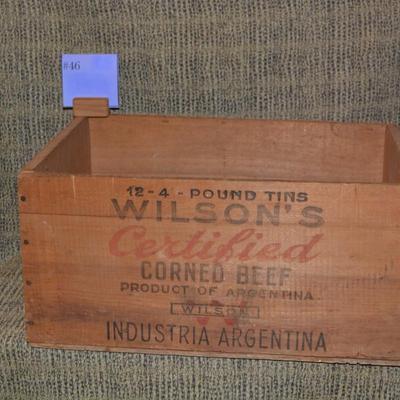 #46
12-4 - POUND TINS
WILSON'S
Certified
CORNED BEEF
PRODUCT OF ARGENTINA.
WILSON
INDUSTRIA ARGENTINA